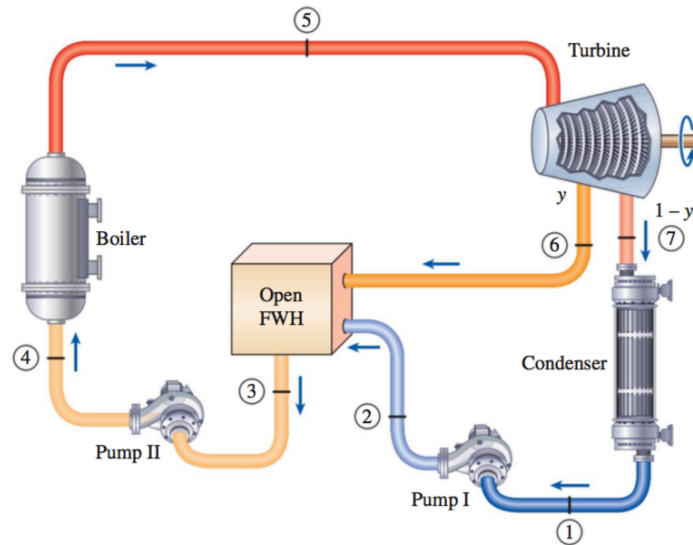 ⑤
Turbine
y
1 – y
⑦
⑥
Boiler
Open
FWH
Condenser
④
③
②
Pump II
Pump I
①